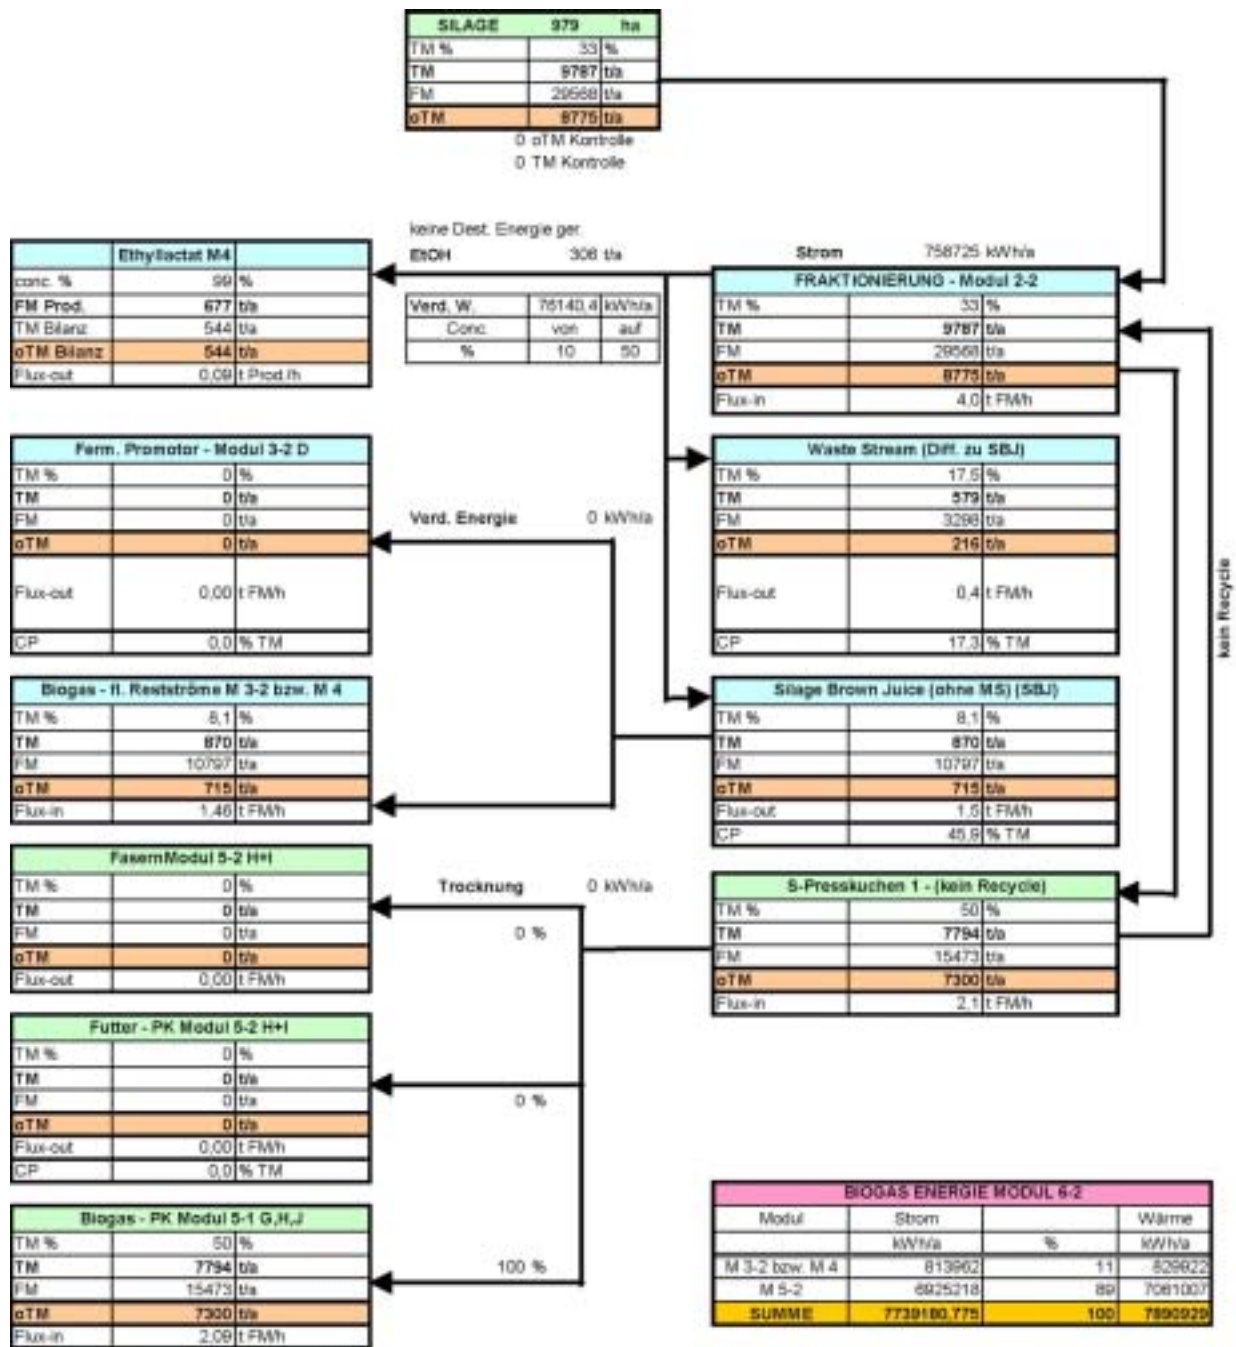 SILAGE 979 ha
TM % 33 %
TM 9787 t/a
FM 29568 t/a
oTM 8775 t/a
0 oTM Kontrolle
0 TM Kontrolle
keine Dest. Energie ger.
EtOH 306 t/a
Verd. W. 76140,4 kWh/a
Conc. von auf
% 10 50
Ethyllactat M4
conc. % 99 %
FM Prod. 677 t/a
TM Bilanz 544 t/a
oTM Bilanz 544 t/a
Flux-out 0,09 t Prod./h
Strom 758725 kWh/a
FRAKTIONIERUNG - Modul 2-2
TM % 33 %
TM 9787 t/a
FM 29568 t/a
oTM 8775 t/a
Flux-in 4,0 t FM/h
Ferm. Promotor - Modul 3-2 D
TM % 0 %
TM 0 t/a
FM 0 t/a
oTM 0 t/a
Flux-out 0,00 t FM/h
CP 0,0 % TM
Verd. Energie 0 kWh/a
Waste Stream (Diff. zu SBJ)
TM % 17,5 %
TM 579 t/a
FM 3298 t/a
oTM 216 t/a
Flux-out 0,4 t FM/h
CP 17,3 % TM
kein Recycle
Biogas - fl. Restströme M 3-2 bzw. M 4
TM % 8,1 %
TM 870 t/a
FM 10797 t/a
oTM 715 t/a
Flux-in 1,46 t FM/h
Silage Brown Juice (ohne MS) (SBJ)
TM % 8,1 %
TM 870 t/a
FM 10797 t/a
oTM 715 t/a
Flux-out 1,5 t FM/h
CP 45,9 % TM
FasernModul 5-2 H+I
TM % 0 %
TM 0 t/a
FM 0 t/a
oTM 0 t/a
Flux-out 0,00 t FM/h
Trocknung 0 kWh/a
0 %
S-Presskuchen 1 - (kein Recycle)
TM % 50 %
TM 7794 t/a
FM 15473 t/a
oTM 7300 t/a
Flux-in 2,1 t FM/h
Futter - PK Modul 5-2 H+I
TM % 0 %
TM 0 t/a
FM 0 t/a
oTM 0 t/a
Flux-out 0,00 t FM/h
CP 0,0 % TM
0 %
Biogas - PK Modul 5-1 G,H,J
TM % 50 %
TM 7794 t/a
FM 15473 t/a
oTM 7300 t/a
Flux-in 2,09 t FM/h
100 %
BIOGAS ENERGIE MODUL 6-2
Modul Strom Wärme
kWh/a % kWh/a
M 3-2 bzw. M 4 813962 11 829922
M 5-2 6925218 89 7061007
SUMME 7739180,775 100 7890929